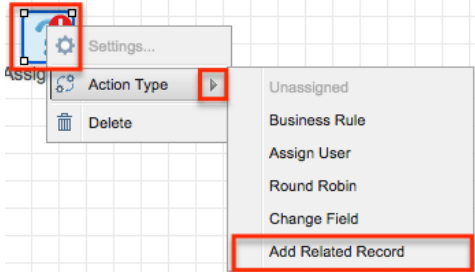 Settings...
Assig
Action Type
Delete
Unassigned
Business Rule
Assign User
Round Robin
Change Field
Add Related Record